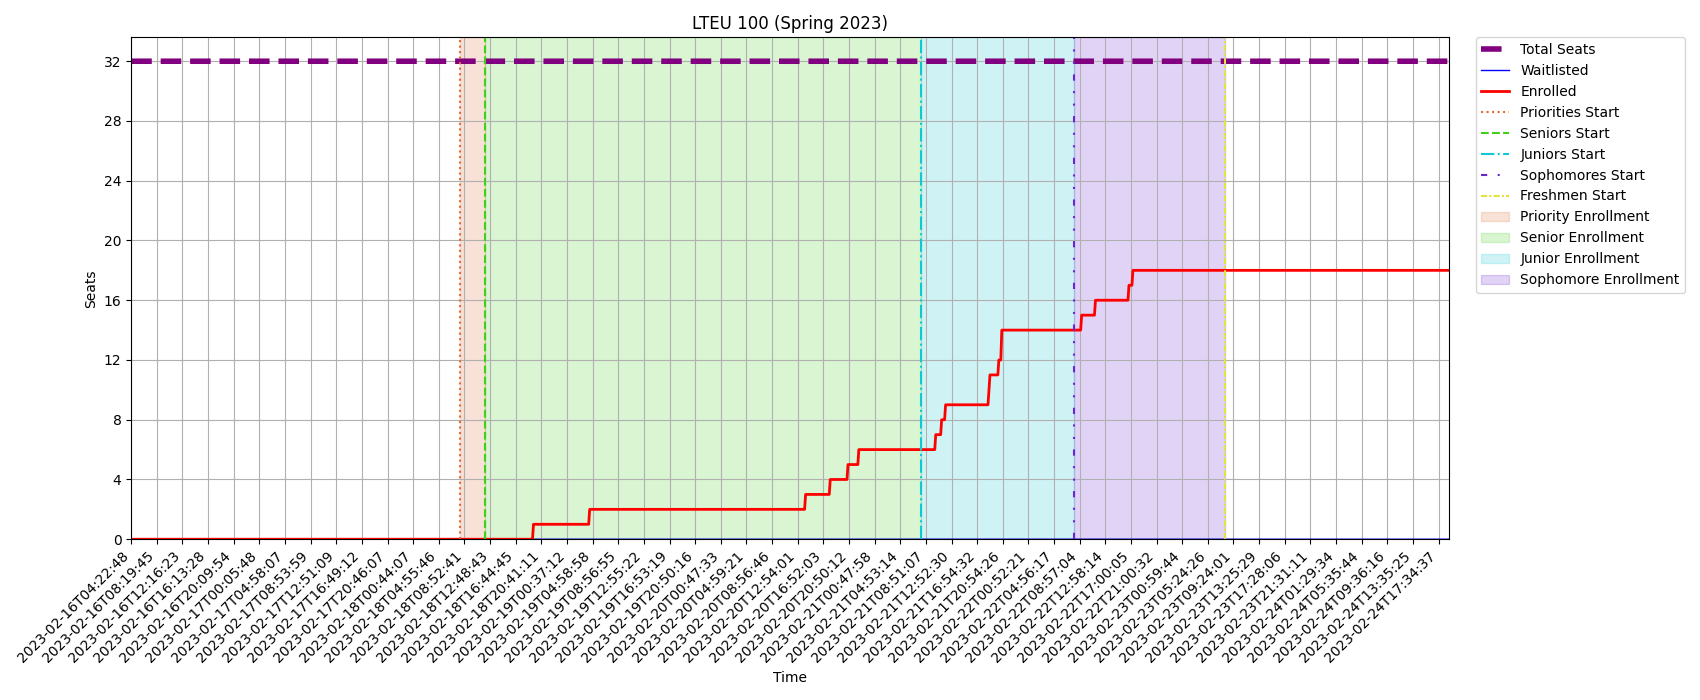 LTEU 100 (Spring 2023)
Total Seats
Waitlisted
Enrolled
Priorities Start
Seniors Start
Juniors Start
Sophomores Start
Freshmen Start
Priority Enrollment
Senior Enrollment
Junior Enrollment
Sophomore Enrollment
Seats
32
28
24
20
16
12
8
4
0
2023-02-16T04:22:48
2023-02-16T08:19:45
2023-02-16T12:16:23
2023-02-16T16:13:28
2023-02-16T20:09:54
2023-02-17T00:05:48
2023-02-17T04:58:07
2023-02-17T08:53:59
2023-02-17T12:51:09
2023-02-17T16:49:12
2023-02-17T20:46:07
2023-02-18T00:44:07
2023-02-18T04:55:46
2023-02-18T08:52:41
2023-02-18T12:48:43
2023-02-18T16:44:45
2023-02-18T20:41:11
2023-02-19T00:37:12
2023-02-19T04:58:58
2023-02-19T08:56:55
2023-02-19T12:55:22
2023-02-19T16:53:19
2023-02-19T20:50:16
2023-02-20T00:47:33
2023-02-20T04:59:21
2023-02-20T08:56:46
2023-02-20T12:54:01
2023-02-20T16:52:03
2023-02-20T20:50:12
2023-02-21T00:47:58
2023-02-21T04:53:14
2023-02-21T08:51:07
2023-02-21T12:52:30
2023-02-21T16:54:32
2023-02-21T20:54:26
2023-02-22T00:52:21
2023-02-22T04:56:17
2023-02-22T08:57:04
2023-02-22T12:58:14
2023-02-22T17:00:05
2023-02-22T21:00:32
2023-02-23T00:59:44
2023-02-23T05:24:26
2023-02-23T09:24:01
2023-02-23T13:25:29
2023-02-23T17:28:06
2023-02-23T21:31:11
2023-02-24T01:29:34
2023-02-24T05:35:44
2023-02-24T09:36:16
2023-02-24T13:35:25
2023-02-24T17:34:37
Time